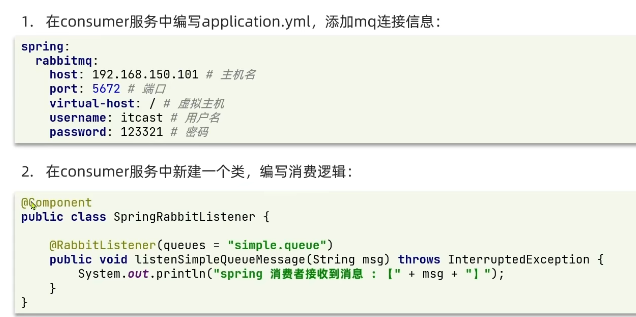 1. 在consumer服务中编写application.yml，添加mq连接信息：
spring:
  rabbitmq:
    host: 192.168.150.101 # 主机名
    port: 5672 # 端口
    virtual-host: / # 虚拟主机
    username: itcast # 用户名
    password: 123321 # 密码
2. 在consumer服务中新建一个类，编写消费逻辑：
@Component
public class SpringRabbitListener {
    @RabbitListener(queues = "simple.queue")
    public void listenSimpleQueueMessage(String msg) throws InterruptedException {
        System.out.println("spring 消费者接收到消息 ：【" + msg + "】");
    }
}